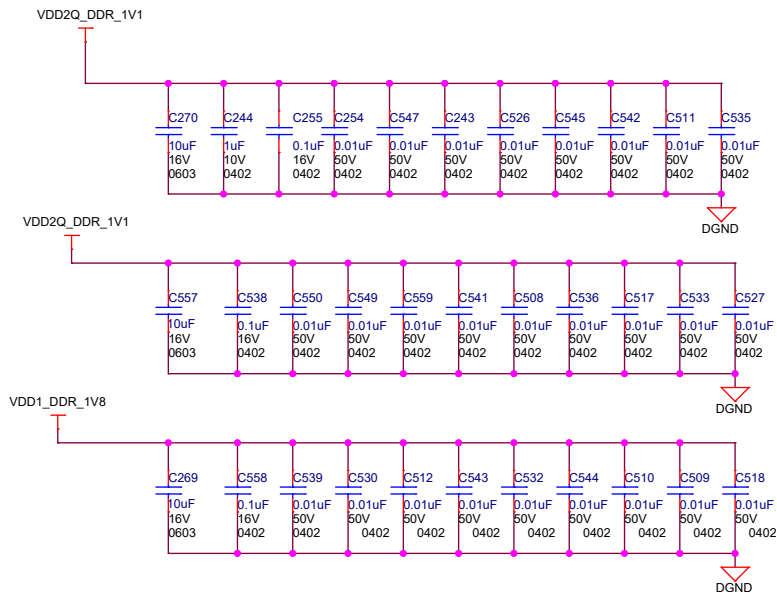 VDD2Q_DDR_1V1
C270 C244 C255 C254 C547 C243 C526 C545 C542 C511 C535
10uF 1uF 0.1uF 0.01uF 0.01uF 0.01uF 0.01uF 0.01uF 0.01uF 0.01uF 0.01uF
16V 10V 16V 50V 50V 50V 50V 50V 50V 50V 50V
0603 0402 0402 0402 0402 0402 0402 0402 0402 0402 0402
DGND
VDD2Q_DDR_1V1
C557 C538 C550 C549 C559 C541 C508 C536 C517 C533 C527
10uF 0.1uF 0.01uF 0.01uF 0.01uF 0.01uF 0.01uF 0.01uF 0.01uF 0.01uF 0.01uF
16V 16V 50V 50V 50V 50V 50V 50V 50V 50V 50V
0603 0402 0402 0402 0402 0402 0402 0402 0402 0402 0402
DGND
VDD1_DDR_1V8
C269 C558 C539 C530 C512 C543 C532 C544 C510 C509 C518
10uF 0.1uF 0.01uF 0.01uF 0.01uF 0.01uF 0.01uF 0.01uF 0.01uF 0.01uF 0.01uF
16V 16V 50V 50V 50V 50V 50V 50V 50V 50V 50V
0603 0402 0402 0402 0402 0402 0402 0402 0402 0402 0402
DGND